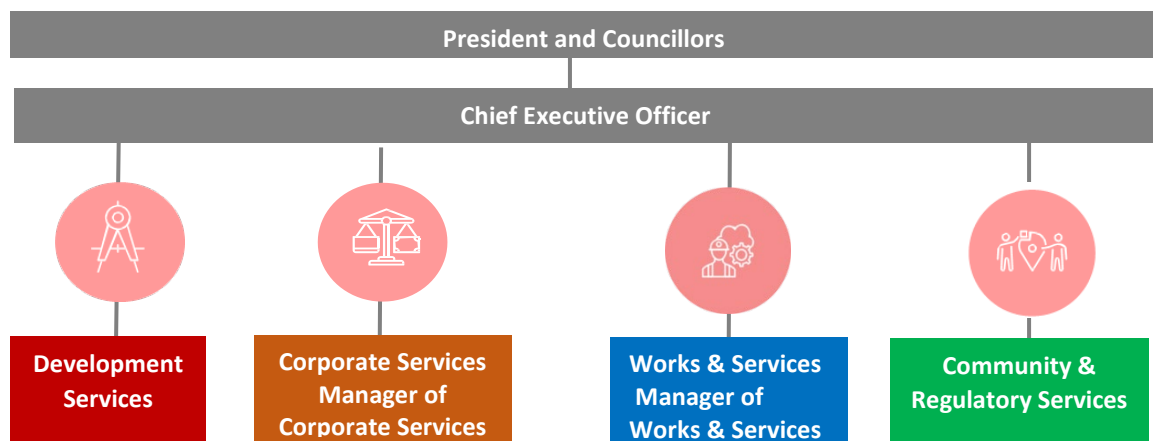 President and Councillors
Chief Executive Officer
Development
Services
Corporate Services
Manager of
Corporate Services
Works & Services
Manager of
Works & Services
Community &
Regulatory Services